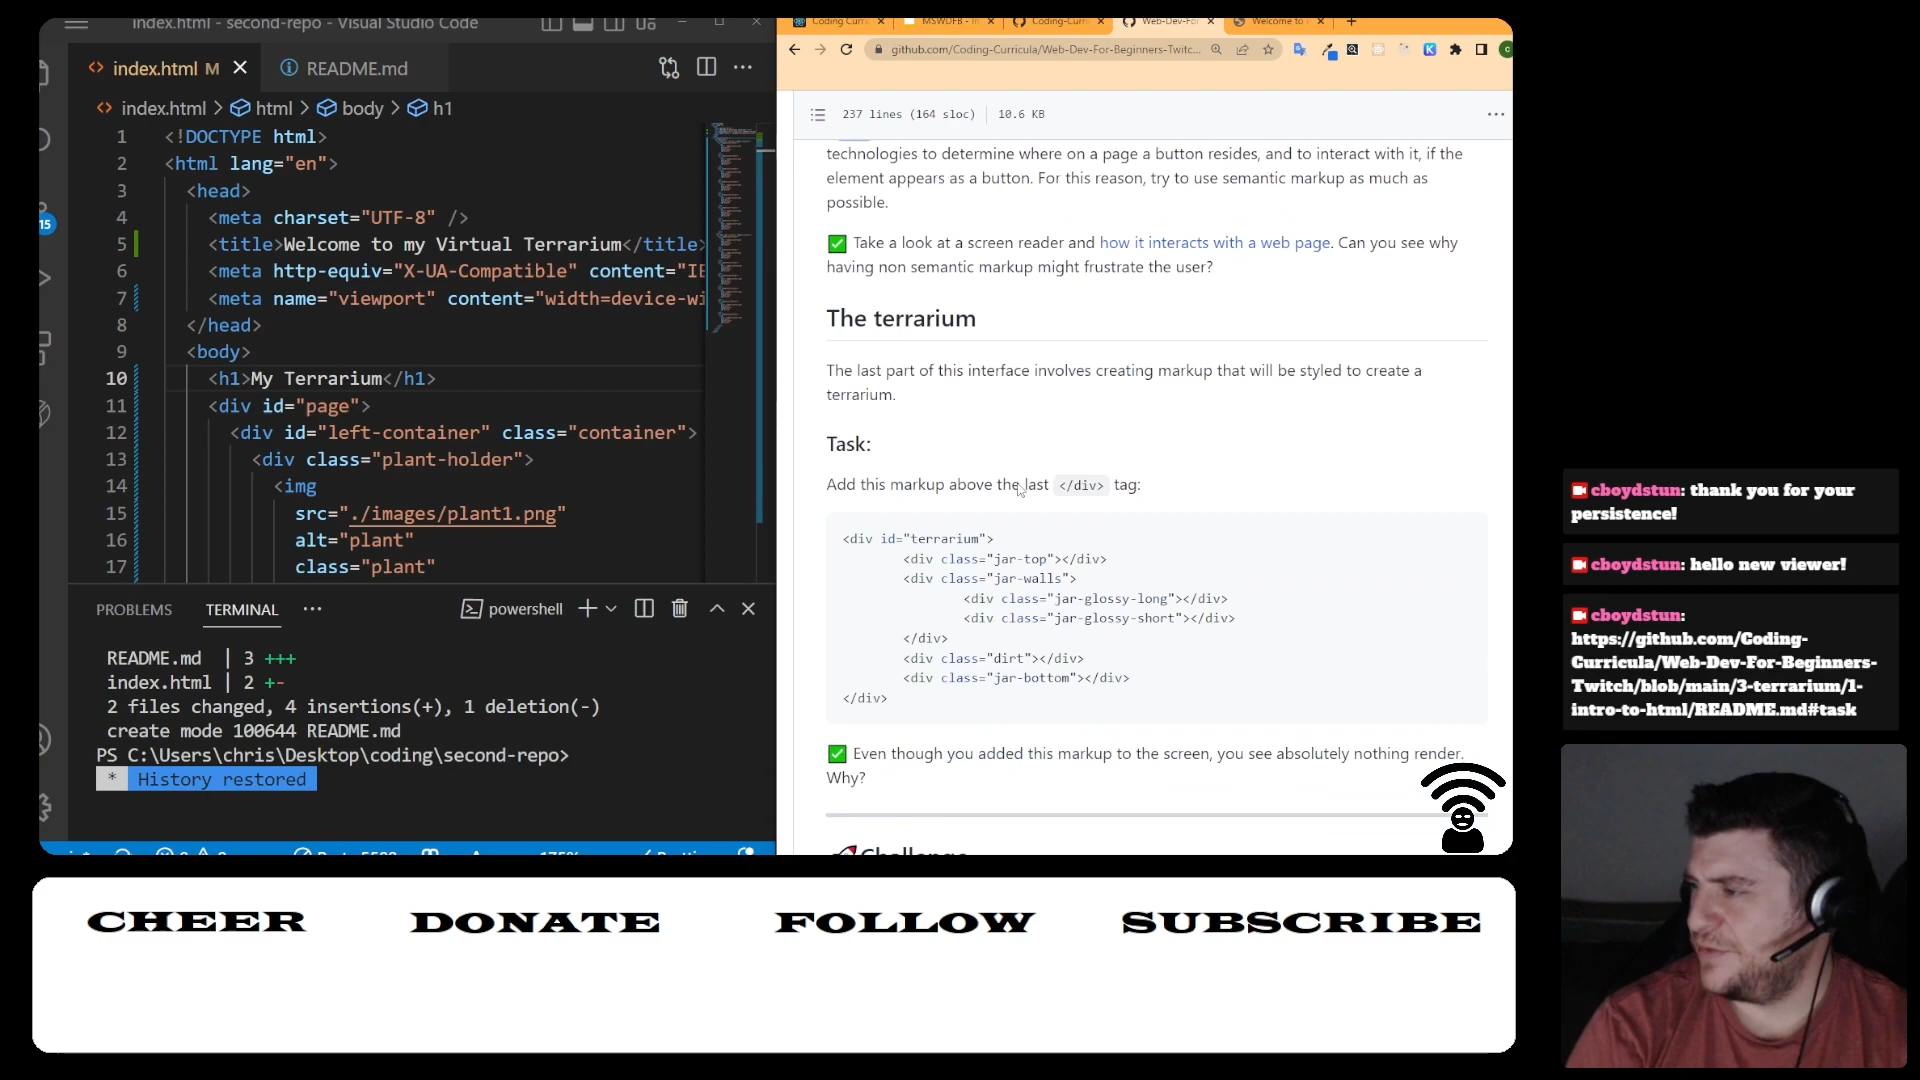 index.html - second-repo - Visual Studio Code
index.html M
README.md
index.html > html > body > h1
1 <!DOCTYPE html>
2 <html lang="en">
3 <head>
4 <meta charset="UTF-8" />
5 <title>Welcome to my Virtual Terrarium</title>
6 <meta http-equiv="X-UA-Compatible" content="IE
7 <meta name="viewport" content="width=device-wi
8 </head>
9 <body>
10 <h1>My Terrarium</h1>
11 <div id="page">
12 <div id="left-container" class="container">
13 <div class="plant-holder">
14 <img
15 src="./images/plant1.png"
16 alt="plant"
17 class="plant"
15
PROBLEMS TERMINAL ... powershell
README.md | 3 +++
index.html | 2 +-
2 files changed, 4 insertions(+), 1 deletion(-)
create mode 100644 README.md
PS C:\Users\chris\Desktop\coding\second-repo>
* History restored
Coding Curri
Coding-Curri
Web-Dev-For
Welcome to
github.com/Coding-Curricula/Web-Dev-For-Beginners-Twitc...
237 lines (164 sloc) 10.6 KB
technologies to determine where on a page a button resides, and to interact with it, if the
element appears as a button. For this reason, try to use semantic markup as much as
possible.
✅ Take a look at a screen reader and how it interacts with a web page. Can you see why
having non semantic markup might frustrate the user?
The terrarium
The last part of this interface involves creating markup that will be styled to create a
terrarium.
Task:
Add this markup above the last </div> tag:
<div id="terrarium">
<div class="jar-top"></div>
<div class="jar-walls">
<div class="jar-glossy-long"></div>
<div class="jar-glossy-short"></div>
</div>
<div class="dirt"></div>
<div class="jar-bottom"></div>
</div>
✅ Even though you added this markup to the screen, you see absolutely nothing render.
Why?
Challenge
cboydstun: thank you for your
persistence!
cboydstun: hello new viewer!
cboydstun:
https://github.com/Coding-
Curricula/Web-Dev-For-Beginners-
Twitch/blob/main/3-terrarium/1-
intro-to-html/README.md#task
CHEER DONATE FOLLOW SUBSCRIBE